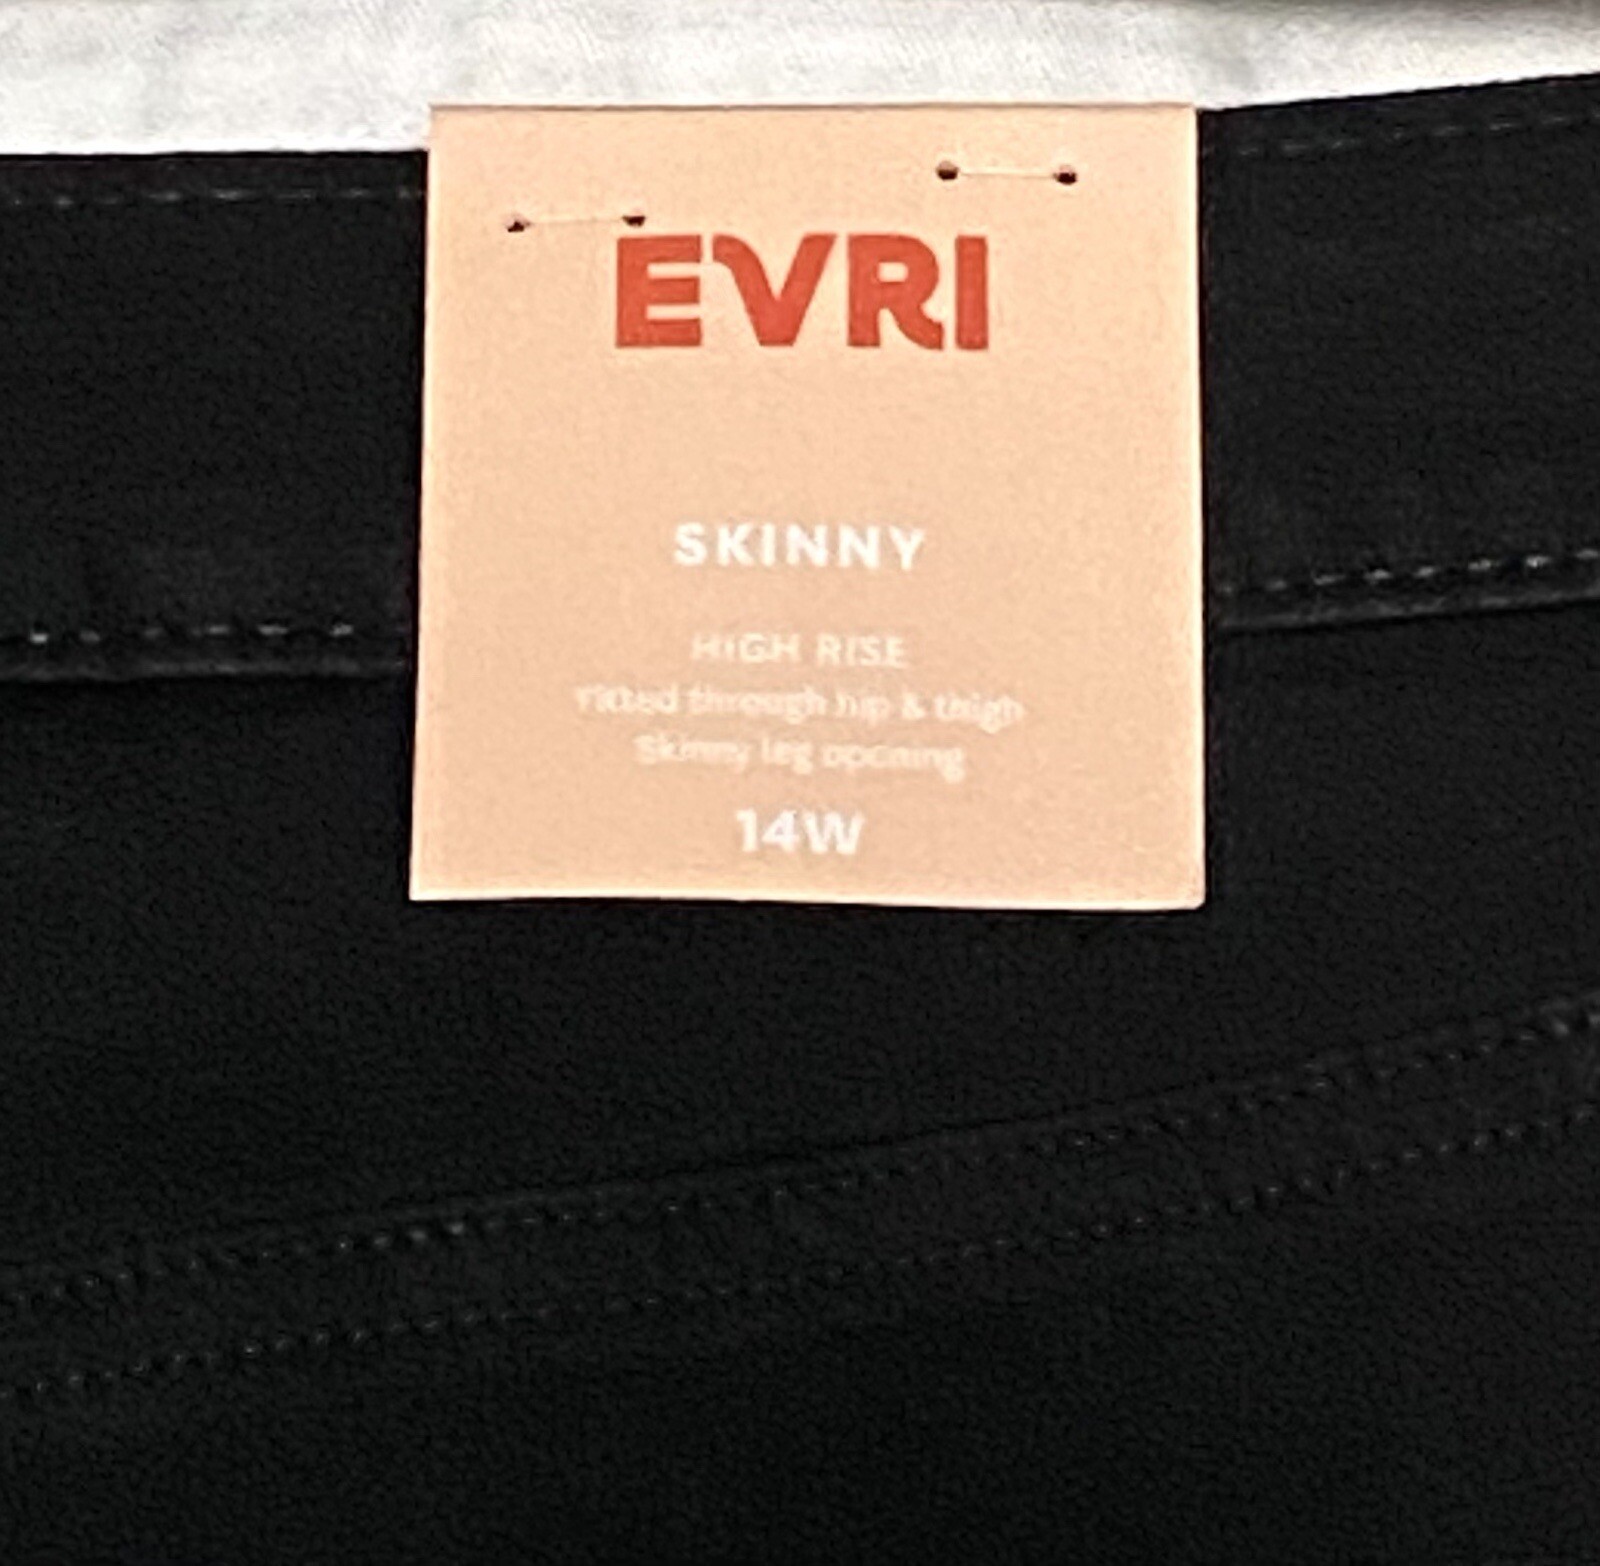 EVRI
SKINNY
HIGH RISE
Fitted through hip & thigh
Skinny leg opening
14W